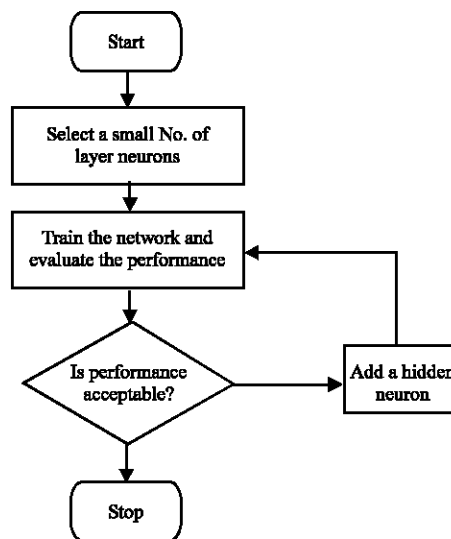 Start
Select a small No. of
layer neurons
Train the network and
evaluate the performance
Is performance
acceptable?
Add a hidden
neuron
Stop